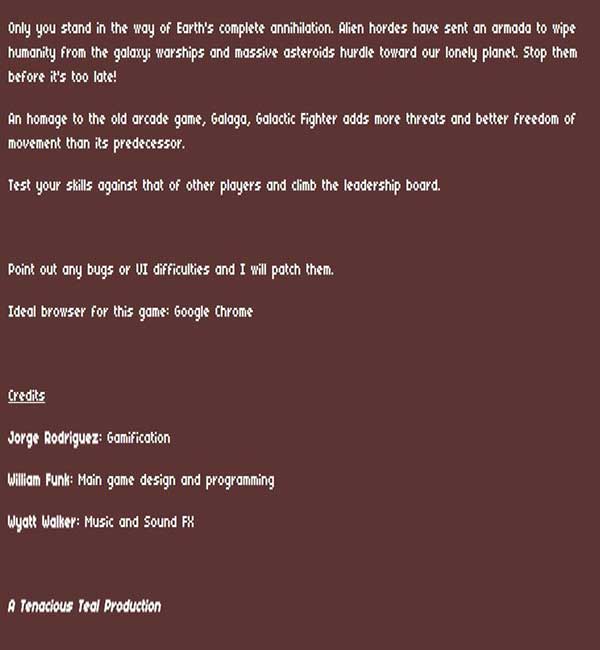 Only you stand in the way of Earth's complete annihilation. Alien hordes have sent an armada to wipe
humanity from the galaxy; warships and massive asteroids hurdle toward our lonely planet. Stop them
before it's too late!
An homage to the old arcade game, Galaga, Galactic Fighter adds more threats and better freedom of
movement than its predecessor.
Test your skills against that of other players and climb the leadership board.
Point out any bugs or UI difficulties and I will patch them.
Ideal browser for this game: Google Chrome
Credits
Jorge Rodriguez: Gamification
William Funk: Main game design and programming
Wyatt Walker: Music and Sound FX
A Tenacious Teal Production